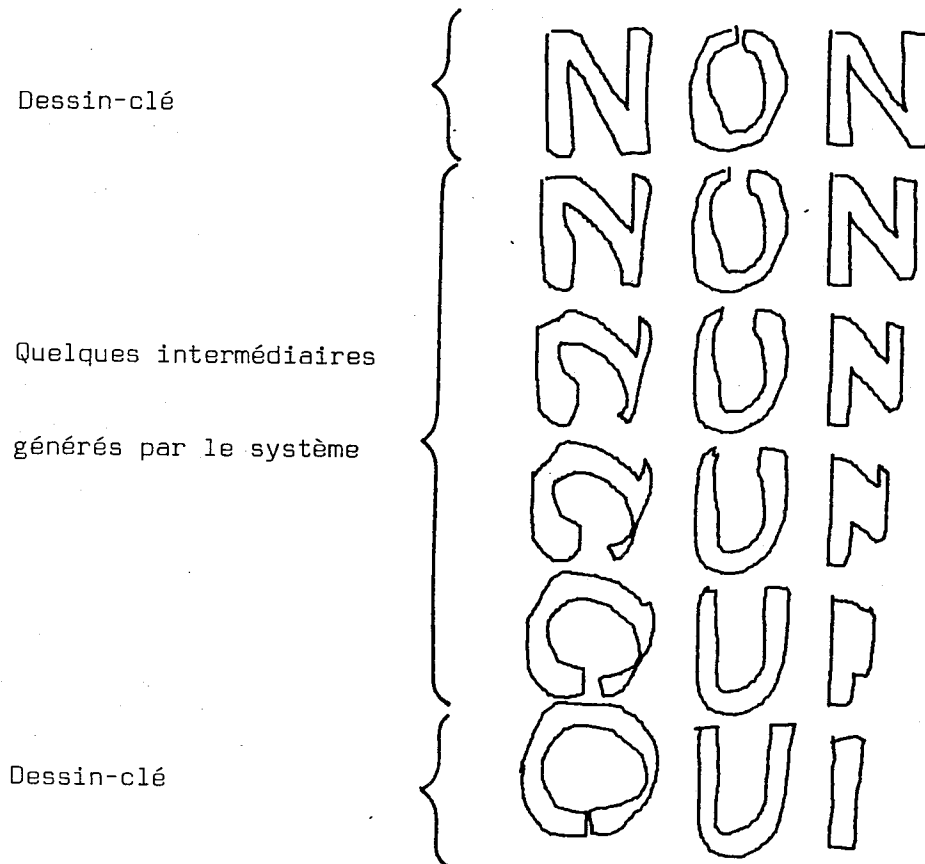 Dessin-clé
NON
Quelques intermédiaires
générés par le système
Dessin-clé
OUI